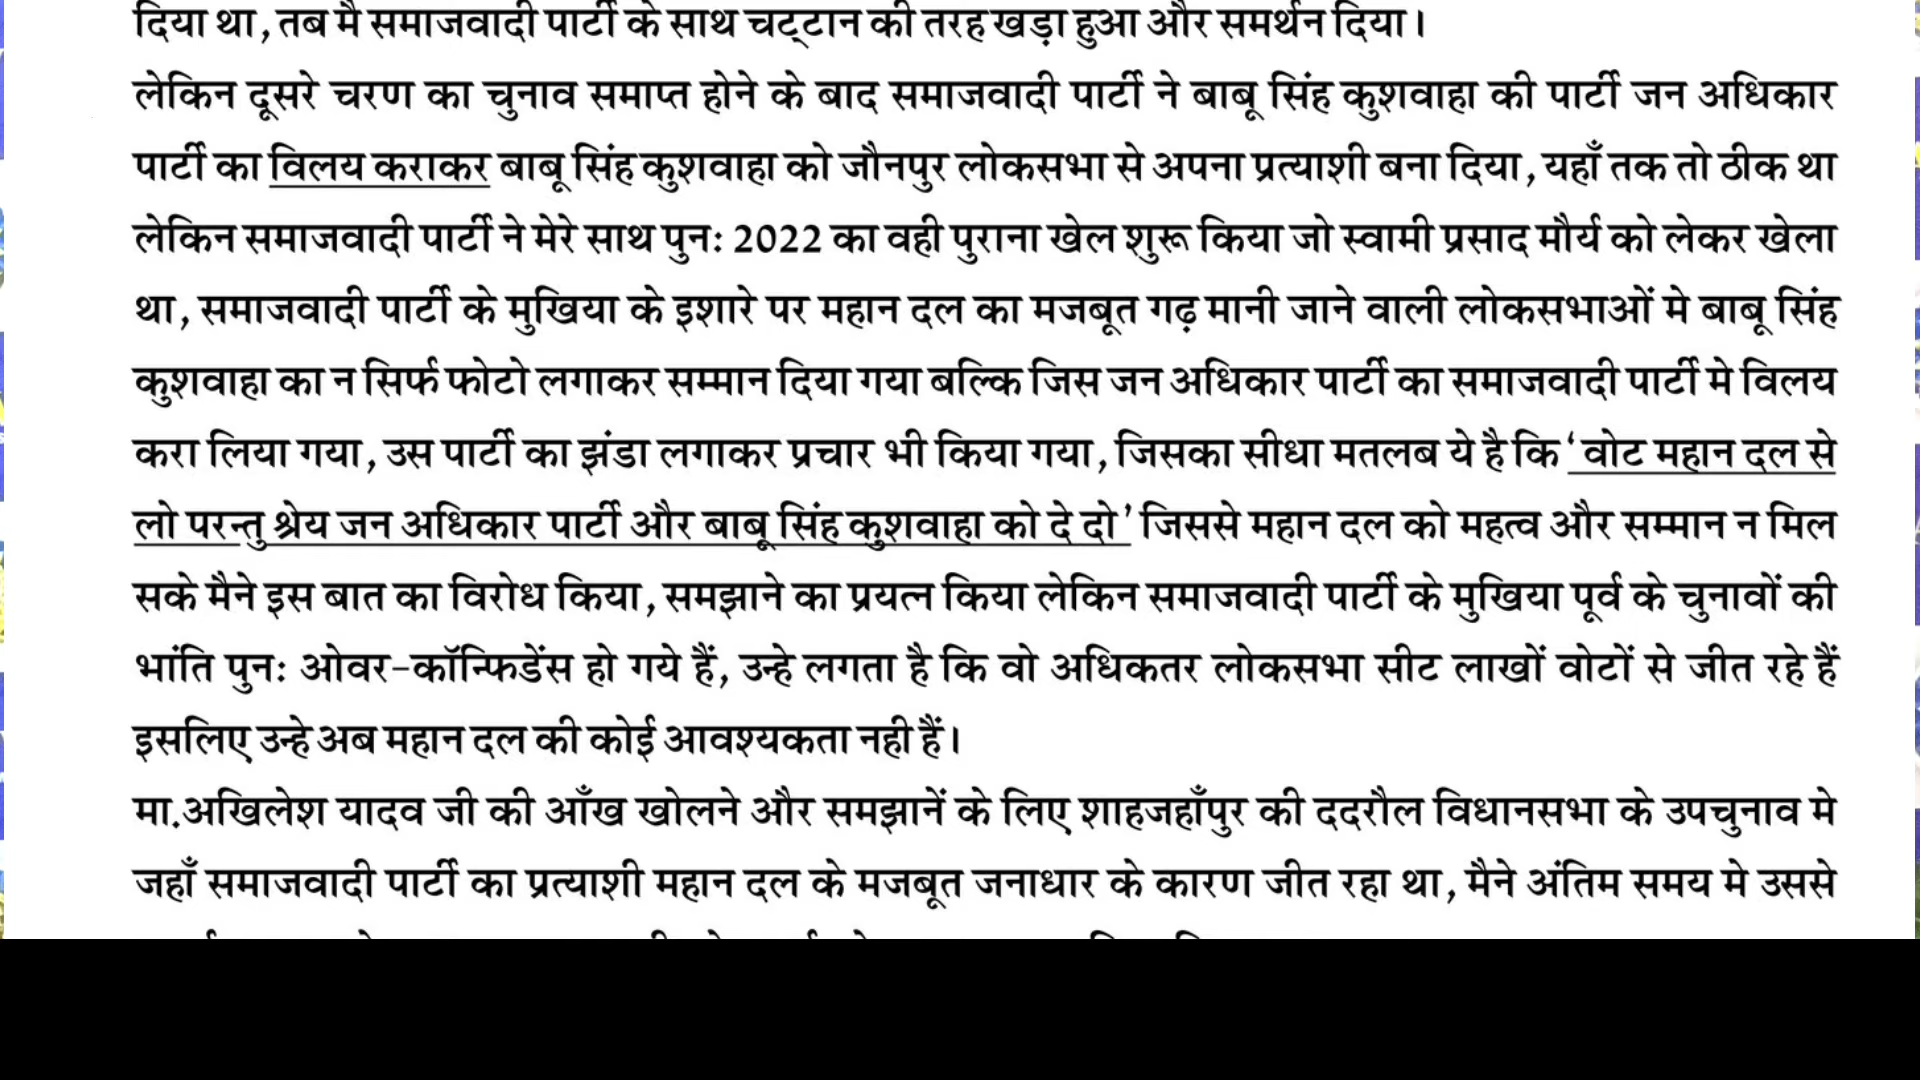 दिया था, तब मै समाजवादी पार्टी के साथ चट्टान की तरह खड़ा हुआ और समर्थन दिया।
लेकिन दूसरे चरण का चुनाव समाप्त होने के बाद समाजवादी पार्टी ने बाबू सिंह कुशवाहा की पार्टी जन अधिकार
पार्टी का विलय कराकर बाबू सिंह कुशवाहा को जौनपुर लोकसभा से अपना प्रत्याशी बना दिया, यहाँ तक तो ठीक था
लेकिन समाजवादी पार्टी ने मेरे साथ पुनः 2022 का वही पुराना खेल शुरू किया जो स्वामी प्रसाद मौर्य को लेकर खेला
था, समाजवादी पार्टी के मुखिया के इशारे पर महान दल का मजबूत गढ़ मानी जाने वाली लोकसभाओं मे बाबू सिंह
कुशवाहा का न सिर्फ फोटो लगाकर सम्मान दिया गया बल्कि जिस जन अधिकार पार्टी का समाजवादी पार्टी मे विलय
करा लिया गया, उस पार्टी का झंडा लगाकर प्रचार भी किया गया, जिसका सीधा मतलब ये है कि ‘वोट महान दल से
लो परन्तु श्रेय जन अधिकार पार्टी और बाबू सिंह कुशवाहा को दे दो’ जिससे महान दल को महत्व और सम्मान न मिल
सके मैने इस बात का विरोध किया, समझाने का प्रयत्न किया लेकिन समाजवादी पार्टी के मुखिया पूर्व के चुनावों की
भांति पुनः ओवर-कॉन्फिडेंस हो गये हैं, उन्हे लगता है कि वो अधिकतर लोकसभा सीट लाखों वोटों से जीत रहे हैं
इसलिए उन्हे अब महान दल की कोई आवश्यकता नही हैं।
मा.अखिलेश यादव जी की आँख खोलने और समझानें के लिए शाहजहाँपुर की ददरौल विधानसभा के उपचुनाव मे
जहाँ समाजवादी पार्टी का प्रत्याशी महान दल के मजबूत जनाधार के कारण जीत रहा था, मैने अंतिम समय मे उससे